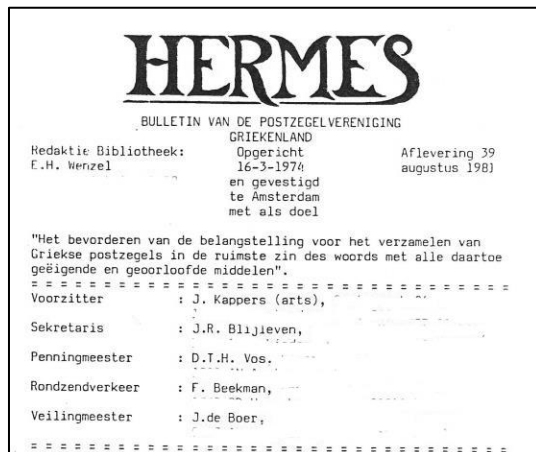 HERMES
BULLETIN VAN DE POSTZEGELVERENIGING
GRIEKENLAND
Redaktie Bibliotheek: Opgericht Aflevering 39
E.H. Wenzel 16-3-1974 augustus 1981
en gevestigd
te Amsterdam
met als doel
"Het bevorderen van de belangstelling voor het verzamelen van
Griekse postzegels in de ruimste zin des woords met alle daartoe
geëigende en geoorloofde middelen".
= = = = = = = = = = = = = = = = = = = = = = = = = = = = = = = =
Voorzitter : J. Kappers (arts),
Sekretaris : J.R. Blijleven,
Penningmeester : D.T.H. Vos.
Rondzendverkeer : F. Beekman,
Veilingmeester : J.de Boer,
= = = = = = = = = = = = = = = = = = = = = = = = = = = = = = = =